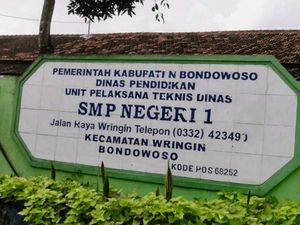 PEMERINTAH KABUPATEN BONDOWOSO
DINAS PENDIDIKAN
UNIT PELAKSANA TEKNIS DINAS
SMP NEGERI 1
Jalan Raya Wringin Telepon (0332) 423491
KECAMATAN WRINGIN
BONDOWOSO
KODE POS 68252